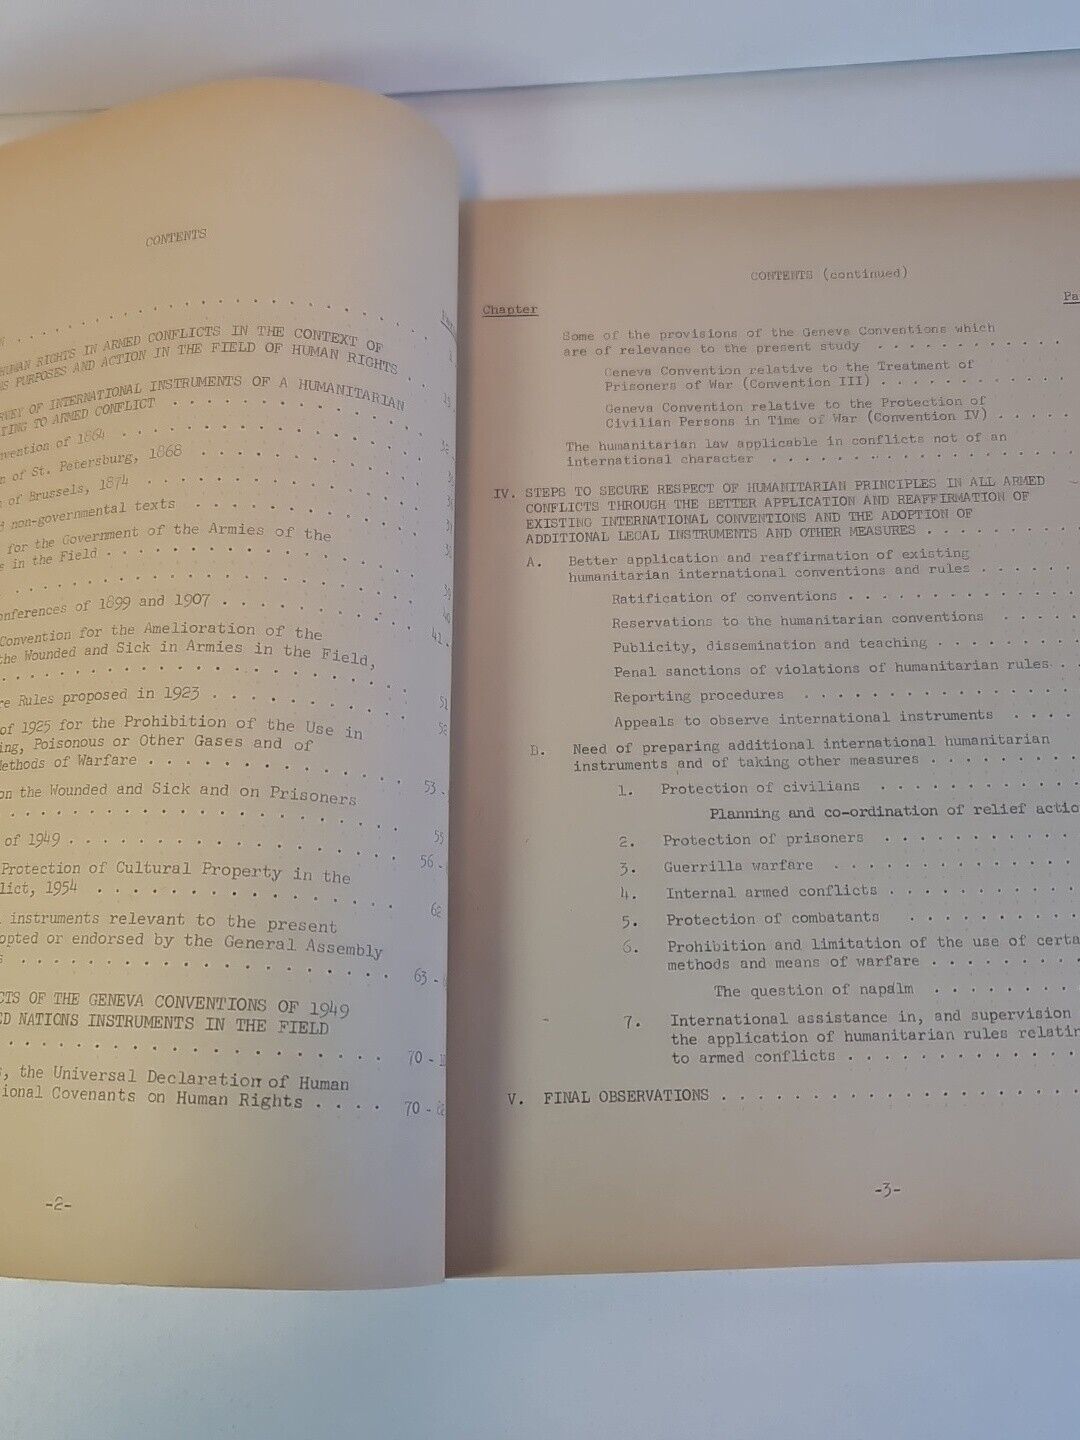 CONTENTS
HUMAN RIGHTS IN ARMED CONFLICTS IN THE CONTEXT OF
PURPOSES AND ACTION IN THE FIELD OF HUMAN RIGHTS . .
OF INTERNATIONAL INSTRUMENTS OF A HUMANITARIAN
TO ARMED CONFLICT . . . . . . . . . . . .
of 1864 . . . . . . . . . . . . . .
of St. Petersburg, 1868 . . . . . . . . . . .
of Brussels, 1874 . . . . . . . . . . . . .
non-governmental texts . . . . . . . . . . .
for the Government of the Armies of the
in the Field . . . . . . . . . . . . . .
. . . . . . . . . . . . . . . . 39
of 1899 and 1907 . . . . . . . . . . 40
Convention for the Amelioration of the 41
the Wounded and Sick in Armies in the Field,
. . . . . . . . . . . . . . . .
Rules proposed in 1923 . . . . . . . . . . 51
of 1925 for the Prohibition of the Use in 52
Poisonous or Other Gases and of
Methods of Warfare . . . . . . . . . . . . 53 -
on the Wounded and Sick and on Prisoners
. . . . . . . . . . . . . . . . 55
of 1949 . . . . . . . . . . . . . . . 56 -
Protection of Cultural Property in the
1954 . . . . . . . . . . . . . . 62
instruments relevant to the present
or endorsed by the General Assembly
. . . . . . . . . . . . . . . . 63 -
OF THE GENEVA CONVENTIONS OF 1949
NATIONS INSTRUMENTS IN THE FIELD
. . . . . . . . . . . . . . . . 70 -
the Universal Declaration of Human
Covenants on Human Rights . . . . 70 -
-2-
CONTENTS (continued)
Chapter Pa
Some of the provisions of the Geneva Conventions which
are of relevance to the present study . . . . . . . . . . . .
Geneva Convention relative to the Treatment of
Prisoners of War (Convention III) . . . . . . . . . . . .
Geneva Convention relative to the Protection of
Civilian Persons in Time of War (Convention IV) . . . . .
The humanitarian law applicable in conflicts not of an
international character . . . . . . . . . . . . . . . . . .
IV. STEPS TO SECURE RESPECT OF HUMANITARIAN PRINCIPLES IN ALL ARMED
CONFLICTS THROUGH THE BETTER APPLICATION AND REAFFIRMATION OF
EXISTING INTERNATIONAL CONVENTIONS AND THE ADOPTION OF
ADDITIONAL LEGAL INSTRUMENTS AND OTHER MEASURES . . . . . . . . .
A. Better application and reaffirmation of existing
humanitarian international conventions and rules . . . . . .
Ratification of conventions . . . . . . . . . . . . . .
Reservations to the humanitarian conventions . . . . .
Publicity, dissemination and teaching . . . . . . . . .
Penal sanctions of violations of humanitarian rules . .
Reporting procedures . . . . . . . . . . . . . . . . .
Appeals to observe international instruments . . . .
B. Need of preparing additional international humanitarian
instruments and of taking other measures . . . . . . . . .
1. Protection of civilians . . . . . . . . . . . .
Planning and co-ordination of relief actio
2. Protection of prisoners . . . . . . . . . . . .
3. Guerrilla warfare . . . . . . . . . . . . . . .
4. Internal armed conflicts . . . . . . . . . . . .
5. Protection of combatants . . . . . . . . . . .
6. Prohibition and limitation of the use of certa
methods and means of warfare . . . . . . . . .
The question of napalm . . . . . . . . .
7. International assistance in, and supervision
the application of humanitarian rules relatin
to armed conflicts . . . . . . . . . . . . . .
V. FINAL OBSERVATIONS . . . . . . . . . . . . . . . . . . . .
-3-